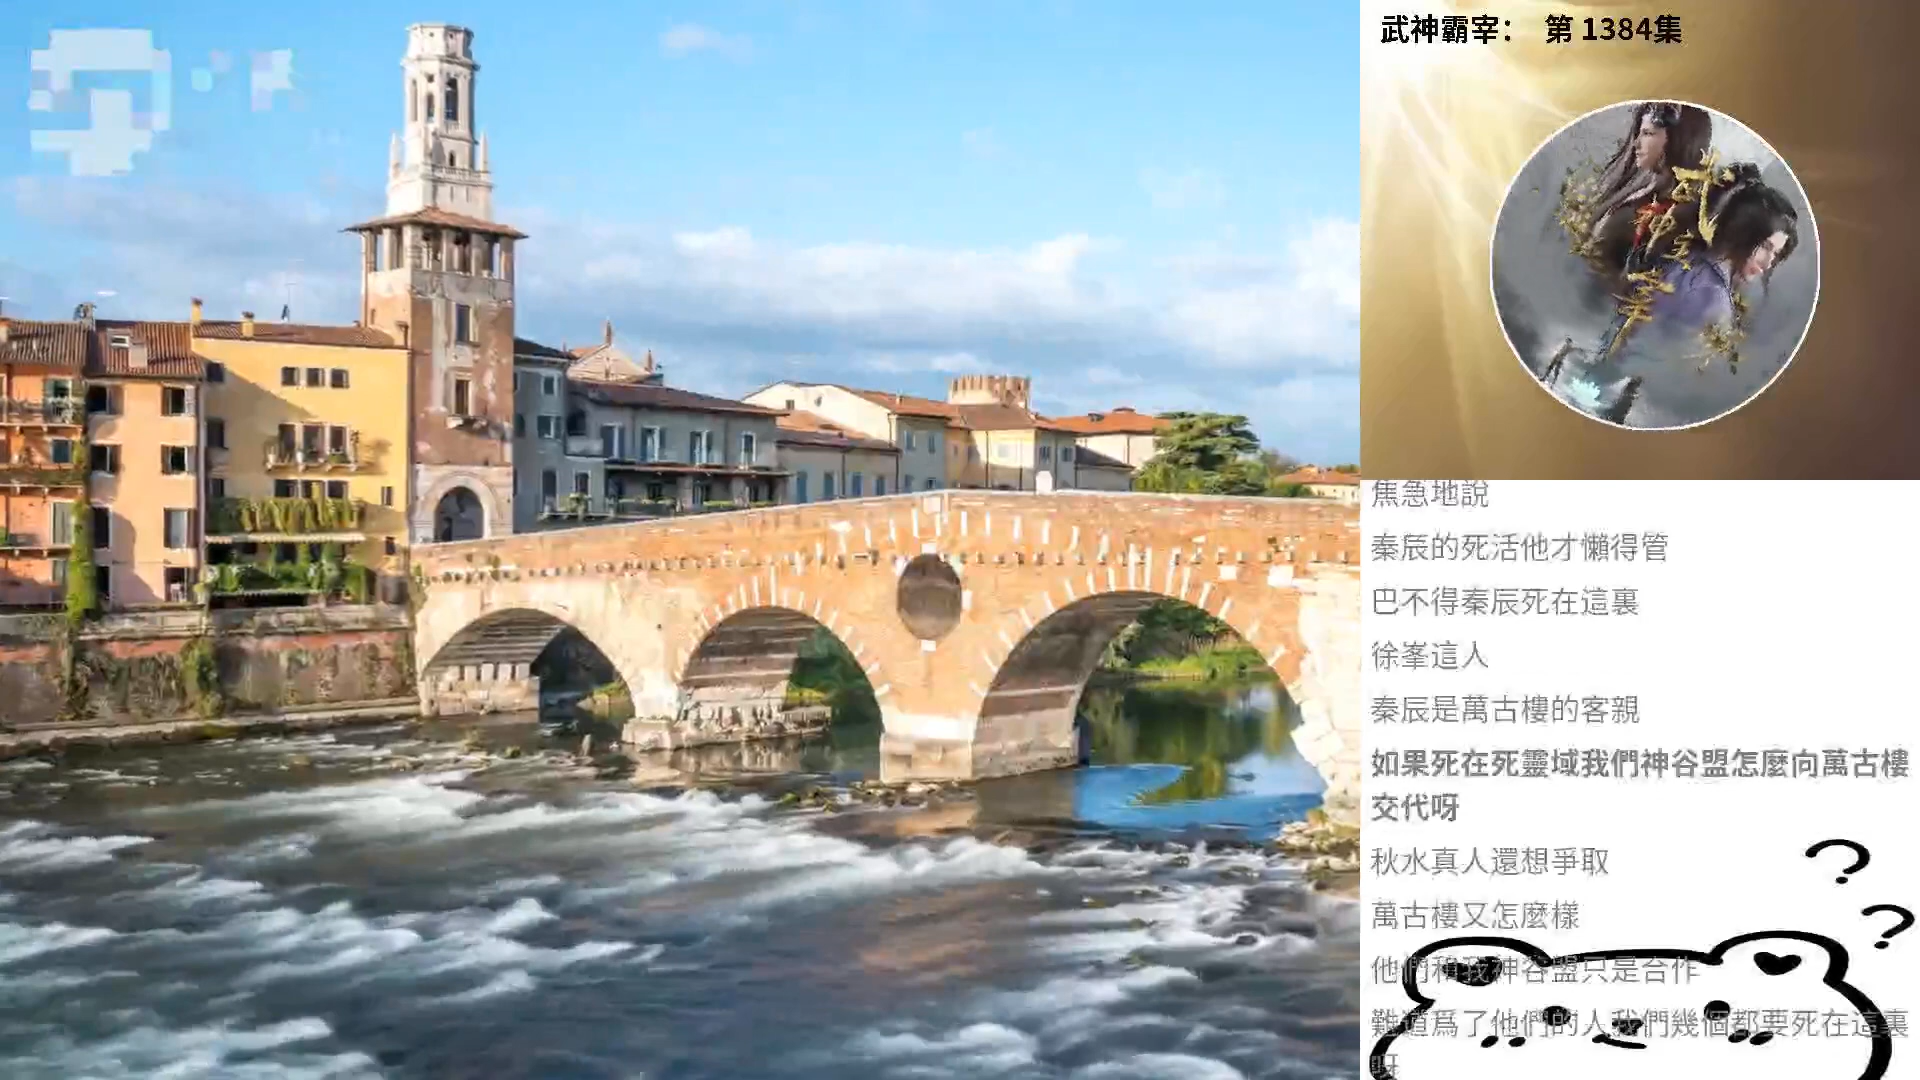 武神霸宰： 第 1384集
武神主宰
焦急地說
秦辰的死活他才懶得管
巴不得秦辰死在這裏
徐峯這人
秦辰是萬古樓的客親
如果死在死靈域我們神谷盟怎麼向萬古樓
交代呀
秋水真人還想爭取
萬古樓又怎麼樣
他們和我神谷盟只是合作
難道爲了他們的人我們幾個都要死在這裏
呀